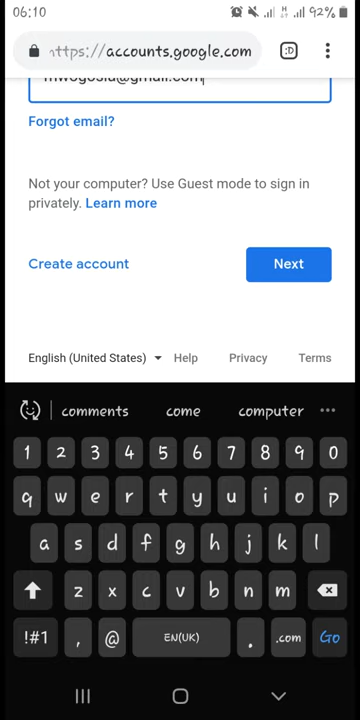 06:10
92%
https://accounts.google.com
:D
Forgot email?
Not your computer? Use Guest mode to sign in
privately. Learn more
Create account
Next
English (United States)
Help
Privacy
Terms
comments
come
computer
1 2 3 4 5 6 7 8 9 0
q w e r t y u i o p
a s d f g h j k l
z x c v b n m
!#1 , @ EN(UK) . .com Go